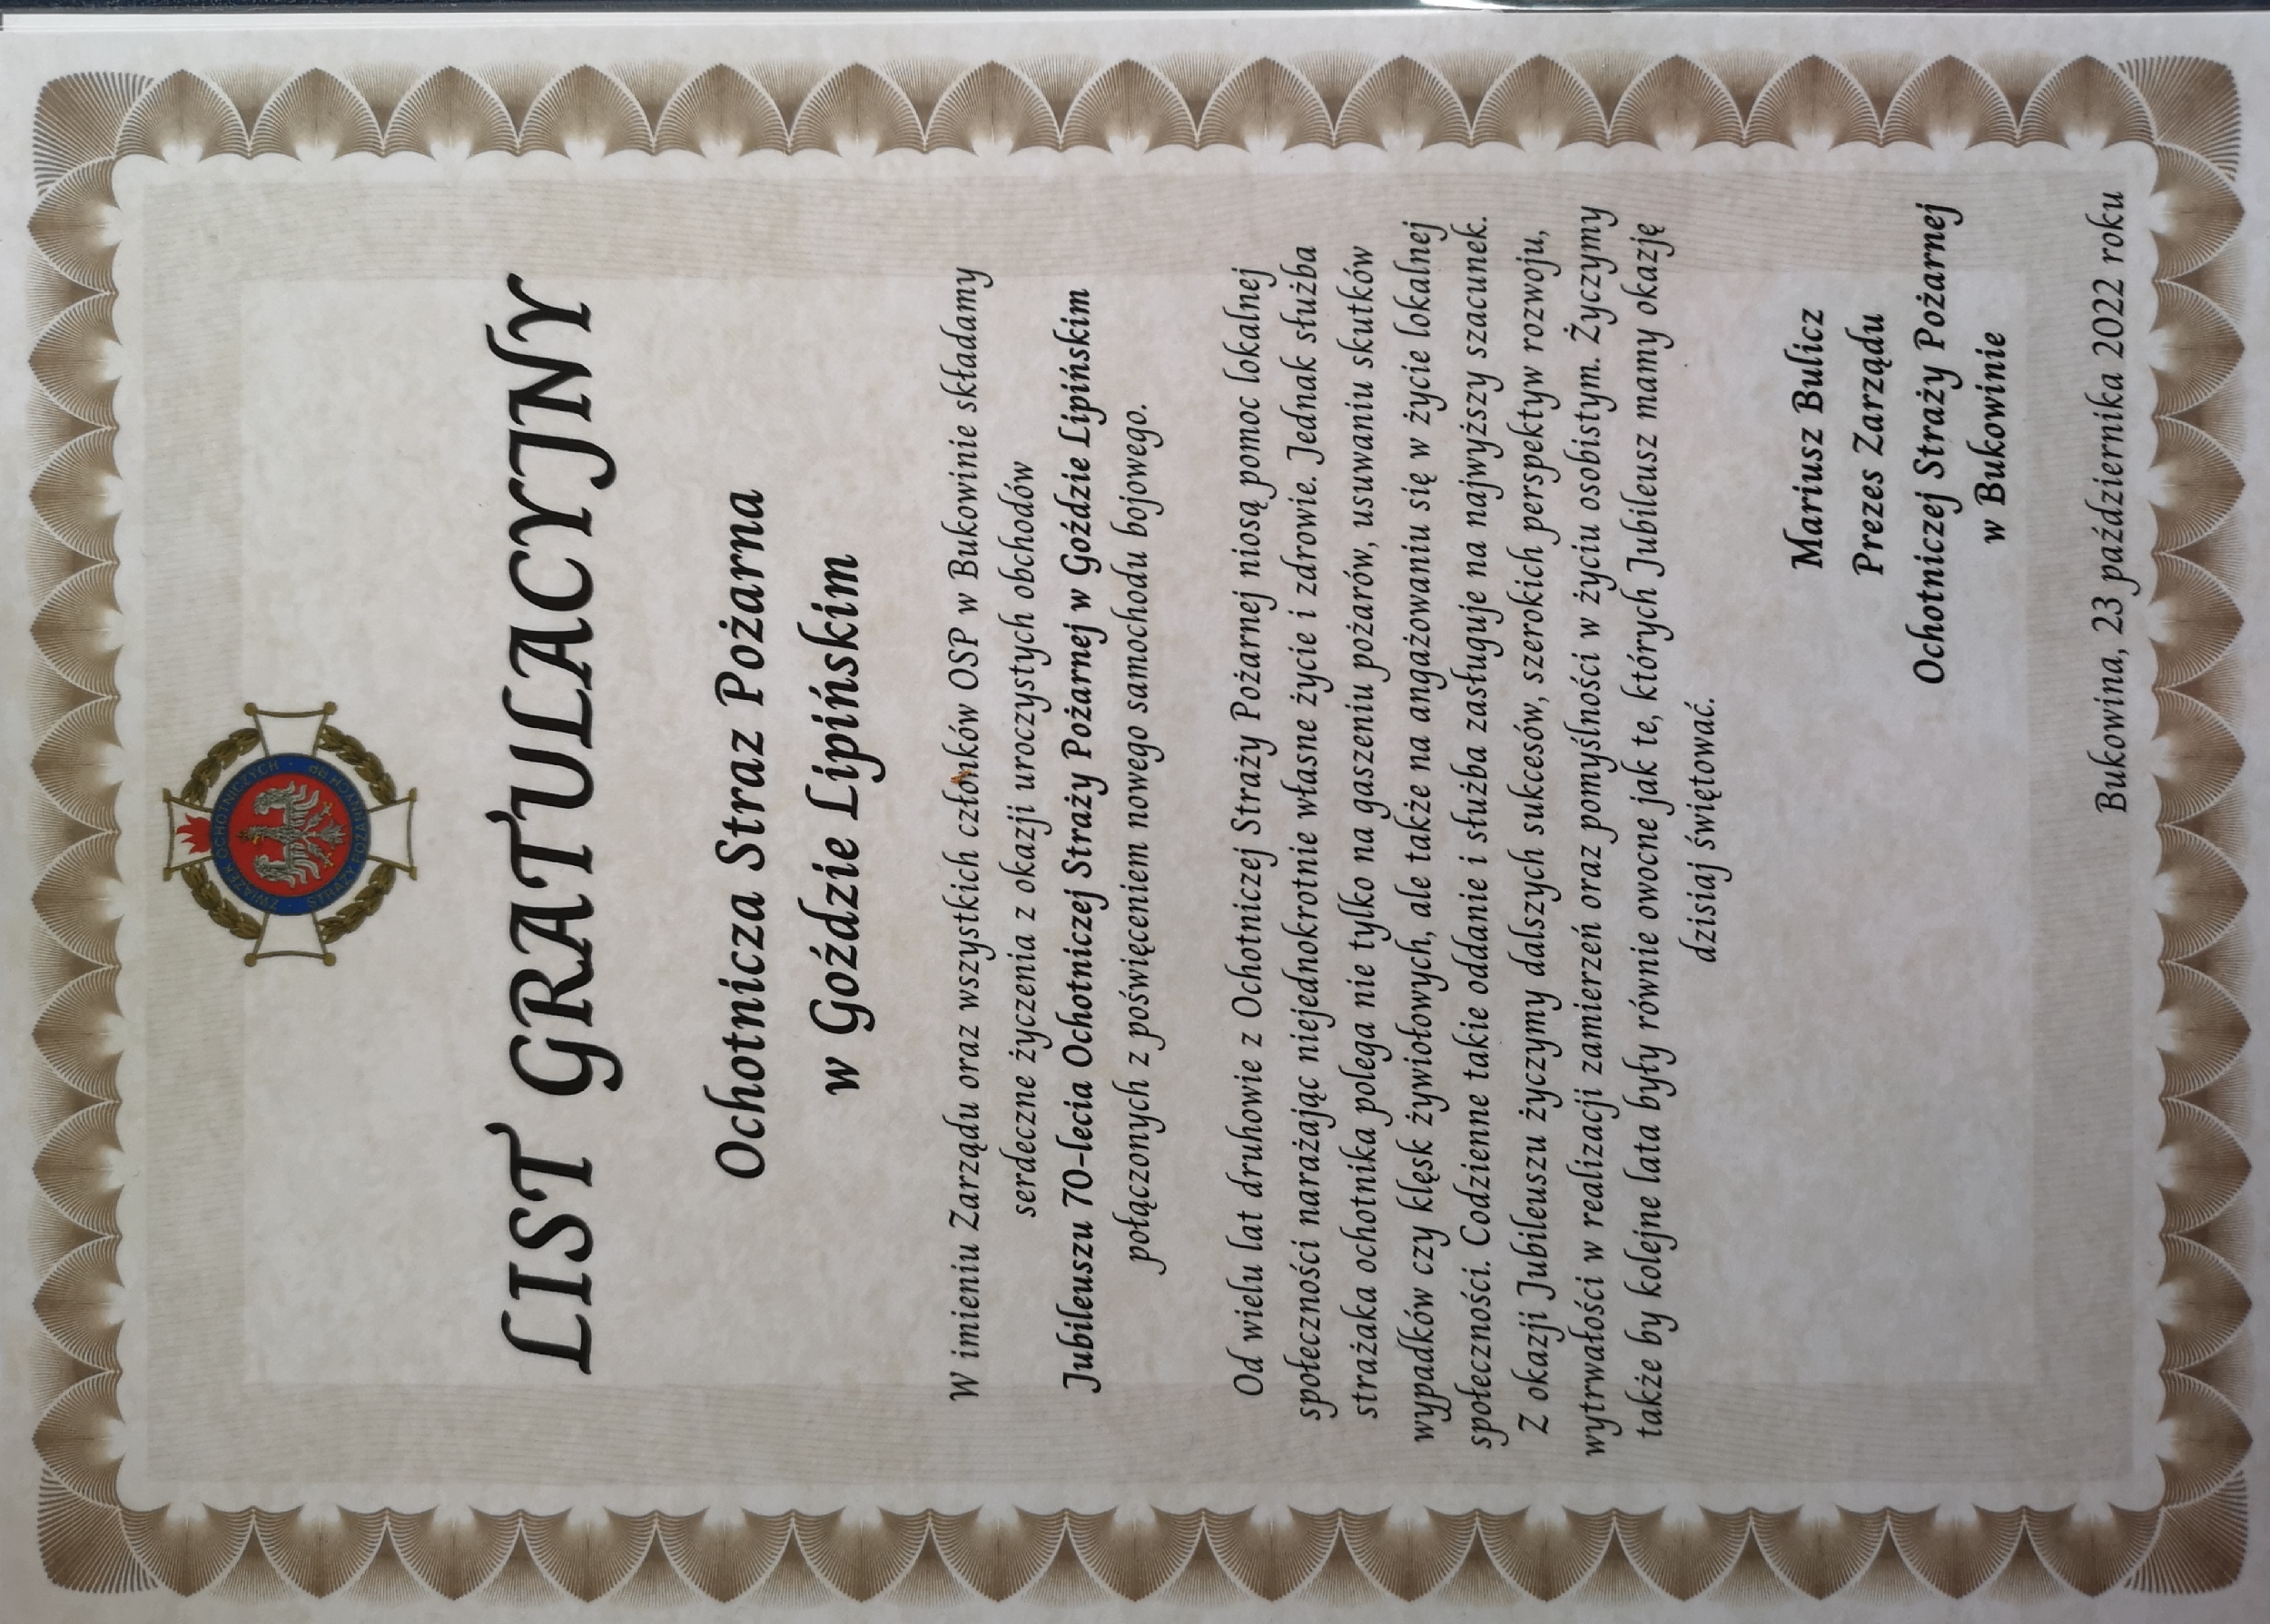 ZWIĄZEK OCHOTNICZYCH STRAŻY POŻARNYCH RP
LIST GRATULACYJNY
Ochotnicza Straz Pożarna
w Goździe Lipińskim
W imieniu Zarządu oraz wszystkich członków OSP w Bukowinie składamy
serdeczne życzenia z okazji uroczystych obchodów
Jubileuszu 70-lecia Ochotniczej Straży Pożarnej w Goździe Lipińskim
połączonych z poświęceniem nowego samochodu bojowego.
Od wielu lat druhowie z Ochotniczej Straży Pożarnej niosą pomoc lokalnej
społeczności narażając niejednokrotnie własne życie i zdrowie. Jednak służba
strażaka ochotnika polega nie tylko na gaszeniu pożarów, usuwaniu skutków
wypadków czy klęsk żywiołowych, ale także na angażowaniu się w życie lokalnej
społeczności. Codzienne takie oddanie i służba zasługuje na najwyższy szacunek.
Z okazji Jubileuszu życzymy dalszych sukcesów, szerokich perspektyw rozwoju,
wytrwałości w realizacji zamierzeń oraz pomyślności w życiu osobistym. Życzymy
także by kolejne lata były równie owocne jak te, których Jubileusz mamy okazję
dzisiaj świętować.
Mariusz Bulicz
Prezes Zarządu
Ochotniczej Straży Pożarnej
w Bukowinie
Bukowina, 23 października 2022 roku